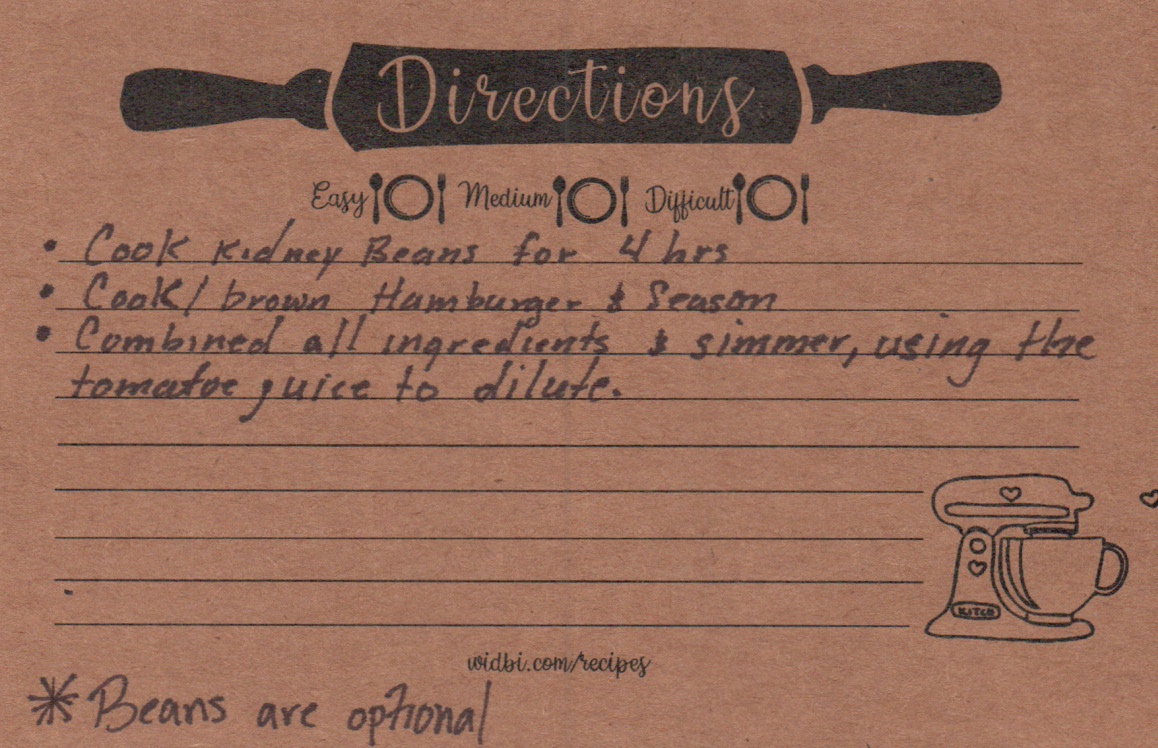 Directions
Easy Medium Difficult
• Cook Kidney Beans for 4 hrs
• Cook/brown Hamburger & Season
• Combined all ingredients & simmer, using the
tomatoe juice to dilute.
KITCH
widbi.com/recipes
* Beans are optional